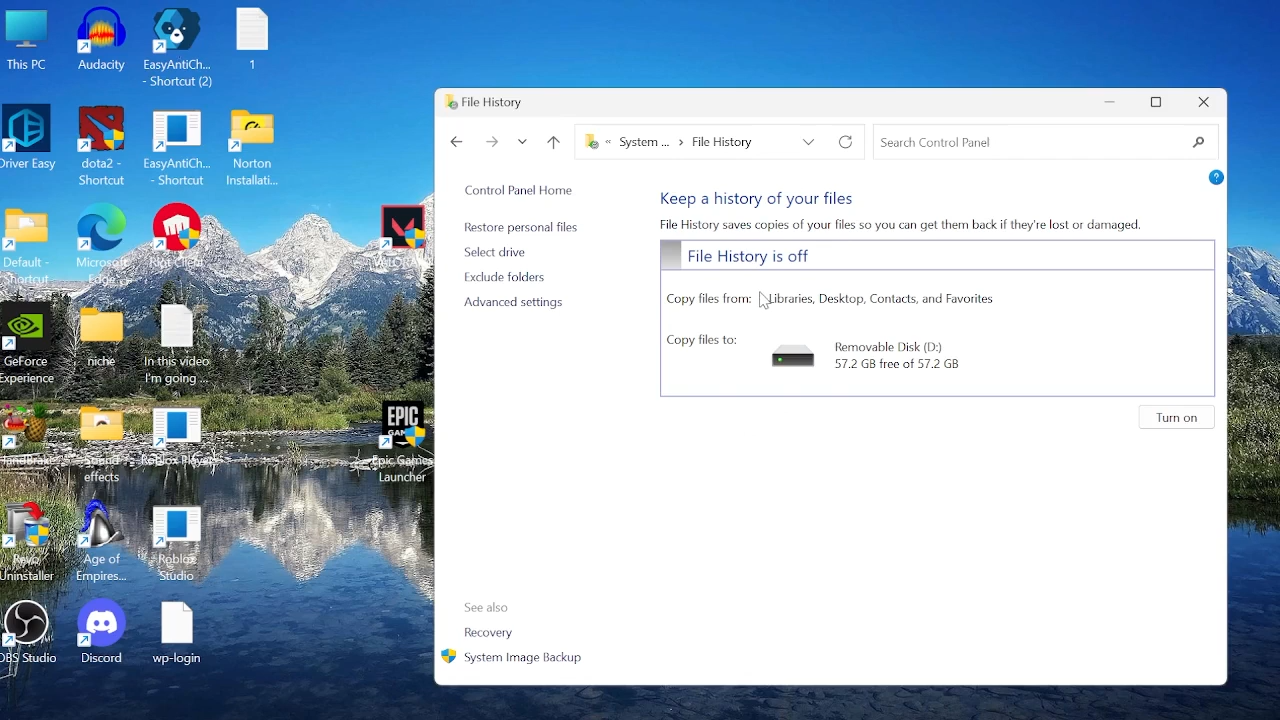 This PC
Audacity
EasyAntiCh...
- Shortcut (2)
1
Driver Easy
dota2 -
Shortcut
EasyAntiCh...
- Shortcut
Norton
Installati...
Default -
Shortcut
Microsoft
Edge
Riot Client
GeForce
Experience
niche
In this video
I'm going ...
effects
Roblox Player
EPIC
GAMES
Epic Games
Launcher
Revo
Uninstaller
Age of
Empires...
Roblox
Studio
OBS Studio
Discord
wp-login
File History
« System ... › File History
Search Control Panel
?
Control Panel Home
Restore personal files
Select drive
Exclude folders
Advanced settings
Keep a history of your files
File History saves copies of your files so you can get them back if they're lost or damaged.
File History is off
Copy files from: Libraries, Desktop, Contacts, and Favorites
Copy files to:
Removable Disk (D:)
57.2 GB free of 57.2 GB
Turn on
See also
Recovery
System Image Backup